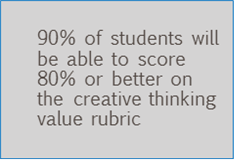 90% of students will
be able to score
80% or better on
the creative thinking
value rubric